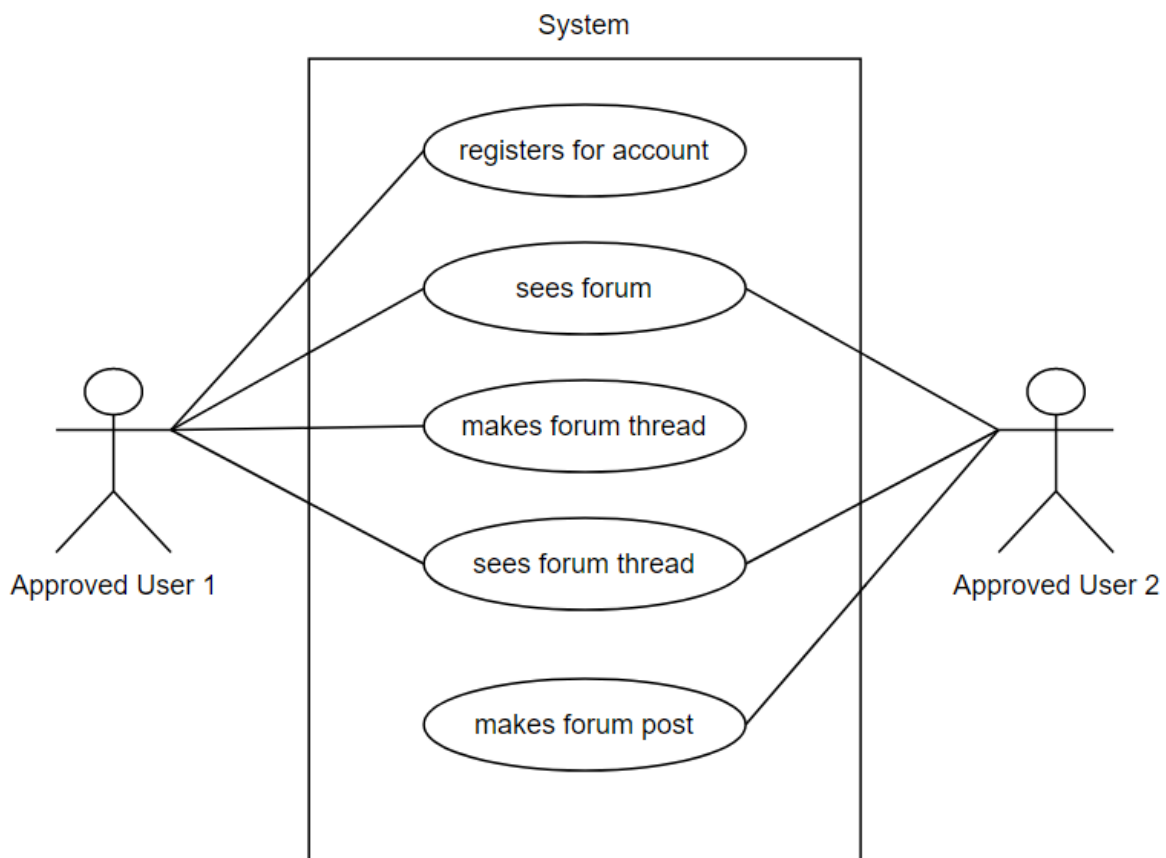 System
registers for account
sees forum
makes forum thread
sees forum thread
Approved User 1
Approved User 2
makes forum post